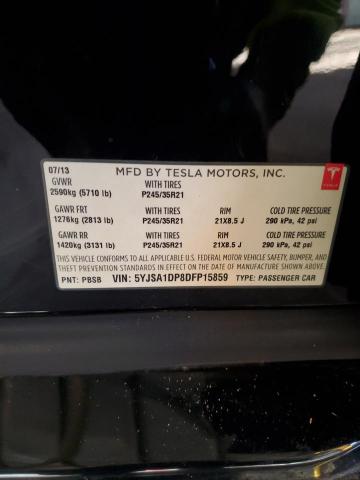 07/13 MFD BY TESLA MOTORS, INC.
GVWR WITH TIRES
2590kg (5710 lb) P245/35R21
TESLA
GAWR FRT WITH TIRES RIM COLD TIRE PRESSURE
1276kg (2813 lb) P245/35R21 21X8.5 J 290 kPa, 42 psi
GAWR RR WITH TIRES RIM COLD TIRE PRESSURE
1420kg (3131 lb) P245/35R21 21X8.5 J 290 kPa, 42 psi
THIS VEHICLE CONFORMS TO ALL APPLICABLE U.S. FEDERAL MOTOR VEHICLE SAFETY, BUMPER, AND
THEFT PREVENTION STANDARDS IN EFFECT ON THE DATE OF MANUFACTURE SHOWN ABOVE.
PNT: PBSB VIN: 5YJSA1DP8DFP15859 TYPE: PASSENGER CAR